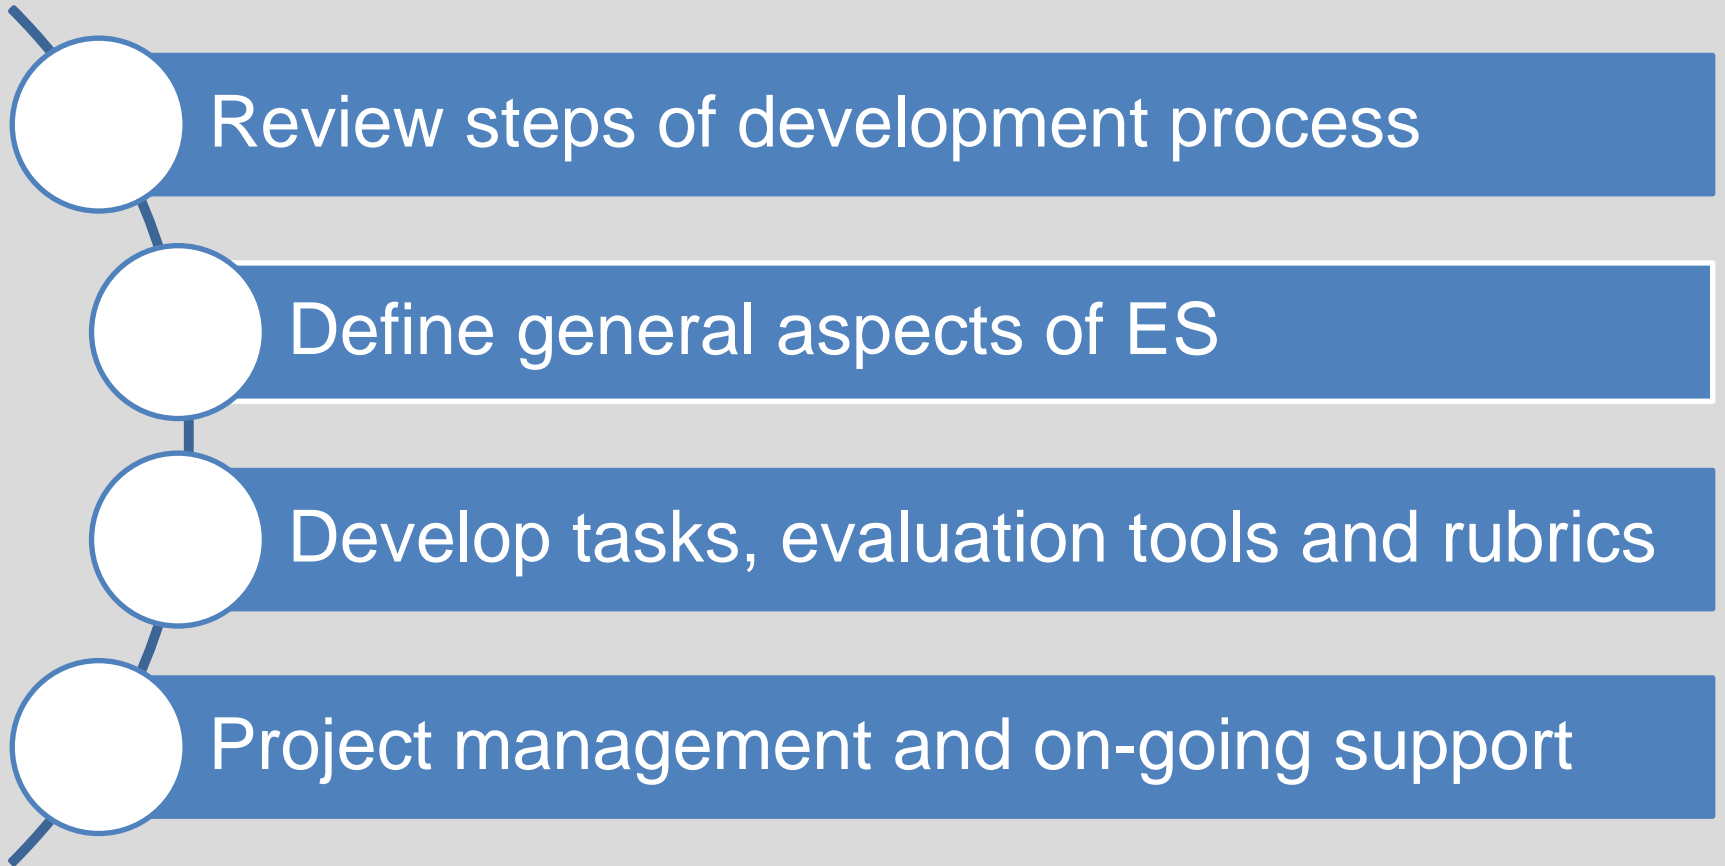 Review steps of development process
Define general aspects of ES
Develop tasks, evaluation tools and rubrics
Project management and on-going support